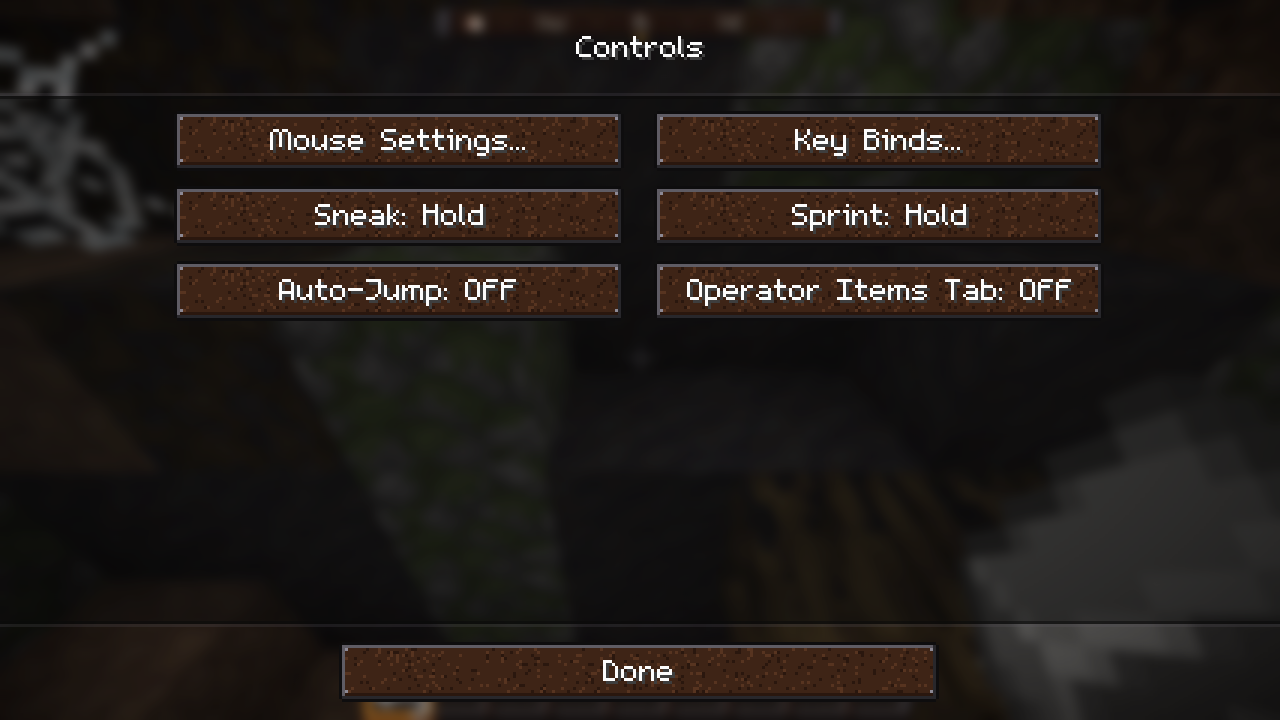 Controls
Mouse Settings...
Key Binds...
Sneak: Hold
Sprint: Hold
Auto-Jump: OFF
Operator Items Tab: OFF
Done